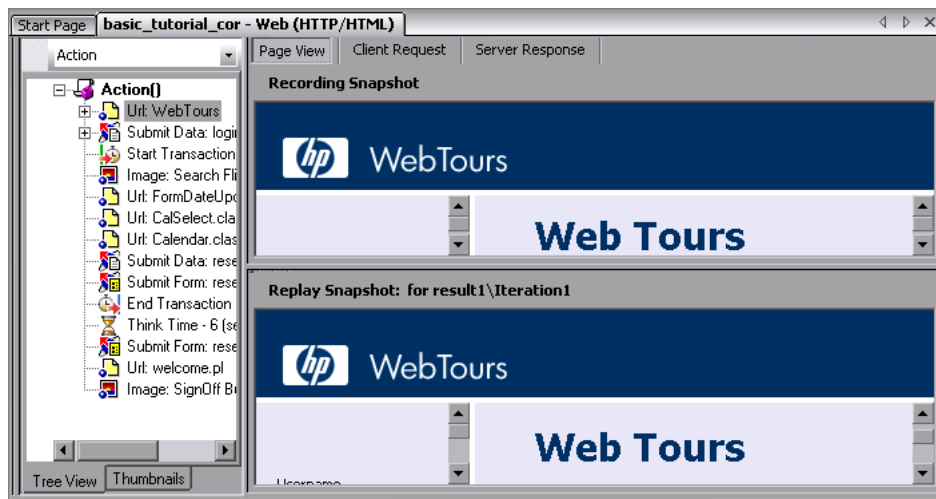 Start Page
basic_tutorial_cor - Web (HTTP/HTML)
Action
Action()
Url: WebTours
Submit Data: logi
Start Transaction
Image: Search Fli
Url: FormDateUpd
Url: CalSelect.cla
Url: Calendar.clas
Submit Data: rese
Submit Form: rese
End Transaction
Think Time - 6 (se
Submit Form: rese
Url: welcome.pl
Image: SignOff Bu
Tree View
Thumbnails
Page View
Client Request
Server Response
Recording Snapshot
hp WebTours
Web Tours
Replay Snapshot: for result1\Iteration1
hp WebTours
Web Tours
Username